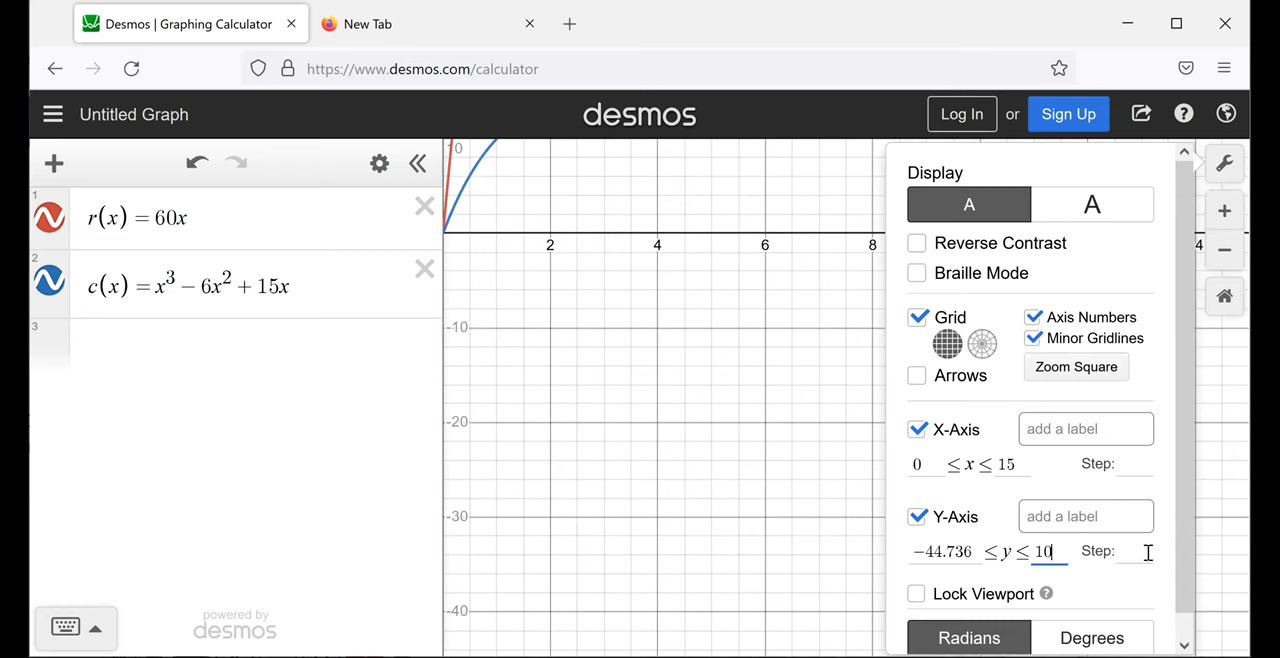 Desmos | Graphing Calculator
New Tab
https://www.desmos.com/calculator
Untitled Graph
desmos
Log In or Sign Up
1
r(x) = 60x
2
c(x) = x³ − 6x² + 15x
3
10
2 4 6 8 4
-10
-20
-30
-40
powered by
desmos
Display
A A
Reverse Contrast
Braille Mode
Grid
Axis Numbers
Minor Gridlines
Arrows
Zoom Square
X-Axis add a label
0 ≤ x ≤ 15 Step:
Y-Axis add a label
−44.736 ≤ y ≤ 10 Step:
Lock Viewport ?
Radians Degrees